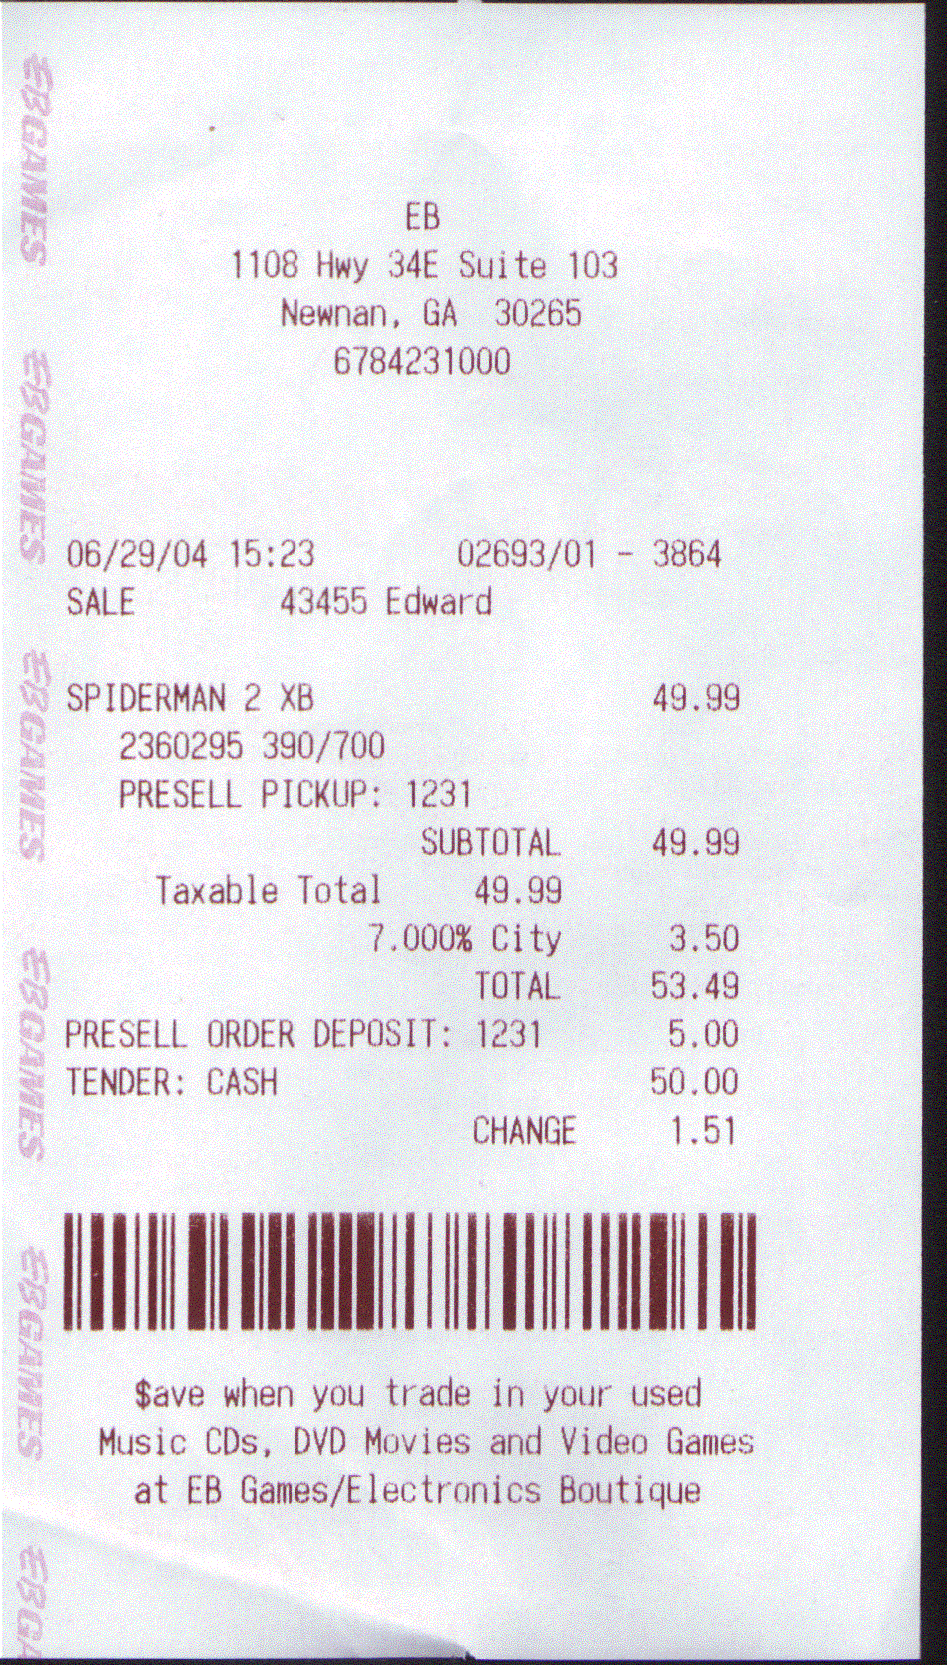 EB
1108 Hwy 34E Suite 103
Newnan, GA 30265
6784231000
06/29/04 15:23 02693/01 - 3864
SALE 43455 Edward
SPIDERMAN 2 XB 49.99
2360295 390/700
PRESELL PICKUP: 1231
SUBTOTAL 49.99
Taxable Total 49.99
7.000% City 3.50
TOTAL 53.49
PRESELL ORDER DEPOSIT: 1231 5.00
TENDER: CASH 50.00
CHANGE 1.51
$ave when you trade in your used
Music CDs, DVD Movies and Video Games
at EB Games/Electronics Boutique
EBGAMES
EBGAMES
EBGAMES
EBGAMES
EBGAMES
EBGA